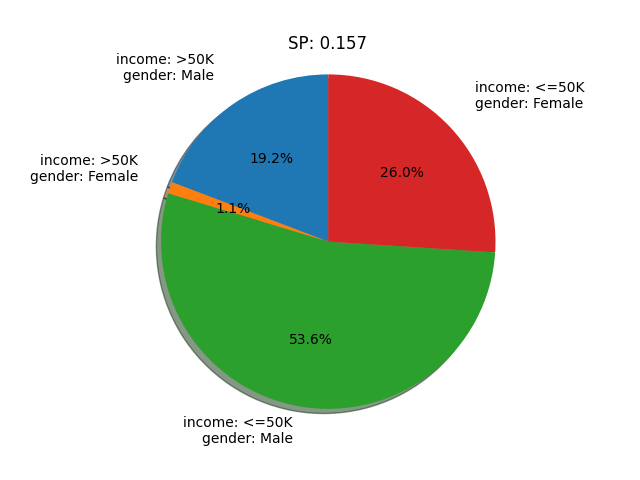 SP: 0.157
income: >50K
gender: Male
income: <=50K
gender: Female
19.2%
26.0%
income: >50K
gender: Female
1.1%
53.6%
income: <=50K
gender: Male